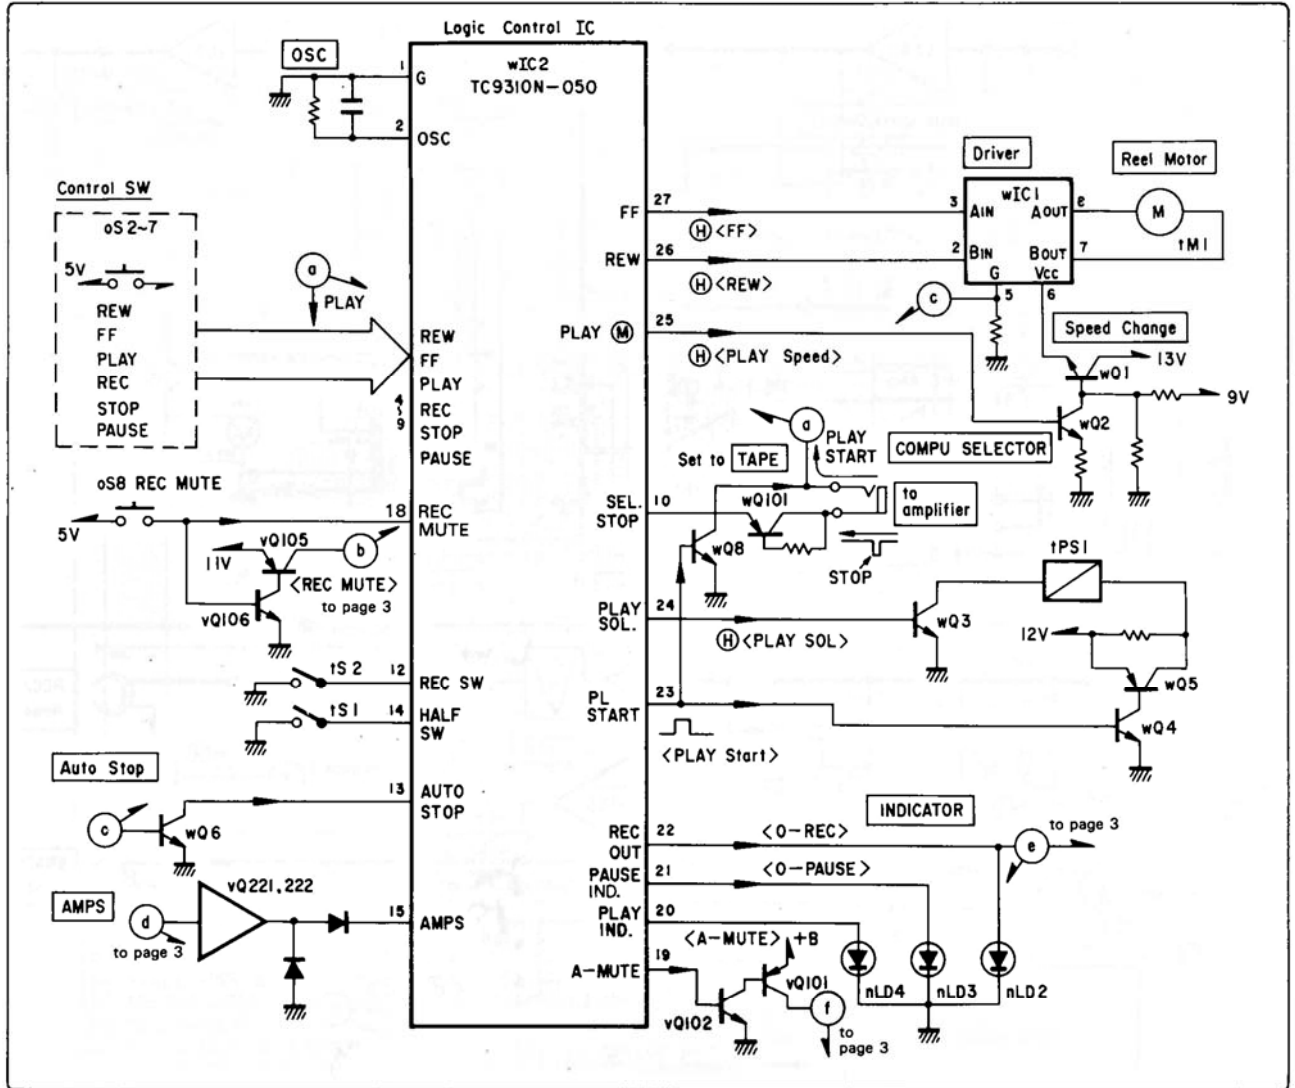 Logic Control IC
OSC
wIC2
TC9310N-050
1
G
2
OSC
Control SW
oS2~7
5V
REW
FF
PLAY
REC
STOP
PAUSE
a
PLAY
REW
FF
PLAY
REC
STOP
PAUSE
4
~
9
oS8 REC MUTE
5V
18
REC
MUTE
vQ105
11V
b
<REC MUTE>
to page 3
vQ106
tS2
12
REC SW
tS1
14
HALF
SW
Auto Stop
13
AUTO
STOP
c
wQ6
AMPS
vQ221,222
d
to page 3
15
AMPS
FF
27
H <FF>
REW
26
H <REW>
PLAY M
25
H <PLAY Speed>
Driver
wIC1
3
AIN
AOUT
8
2
BIN
BOUT
7
G
Vcc
5
6
Reel Motor
M
tM1
c
Speed Change
wQ1
13V
9V
wQ2
COMPU SELECTOR
a
PLAY
START
Set to TAPE
to
amplifier
SEL.
STOP
10
wQ101
wQ8
STOP
PLAY
SOL.
24
H <PLAY SOL>
wQ3
tPS1
12V
wQ5
PL
START
23
<PLAY Start>
wQ4
INDICATOR
REC
OUT
22
<O-REC>
e
to page 3
PAUSE
IND.
21
<O-PAUSE>
PLAY
IND.
20
A-MUTE
19
<A-MUTE>
+B
vQ101
vQ102
f
to
page 3
nLD4
nLD3
nLD2